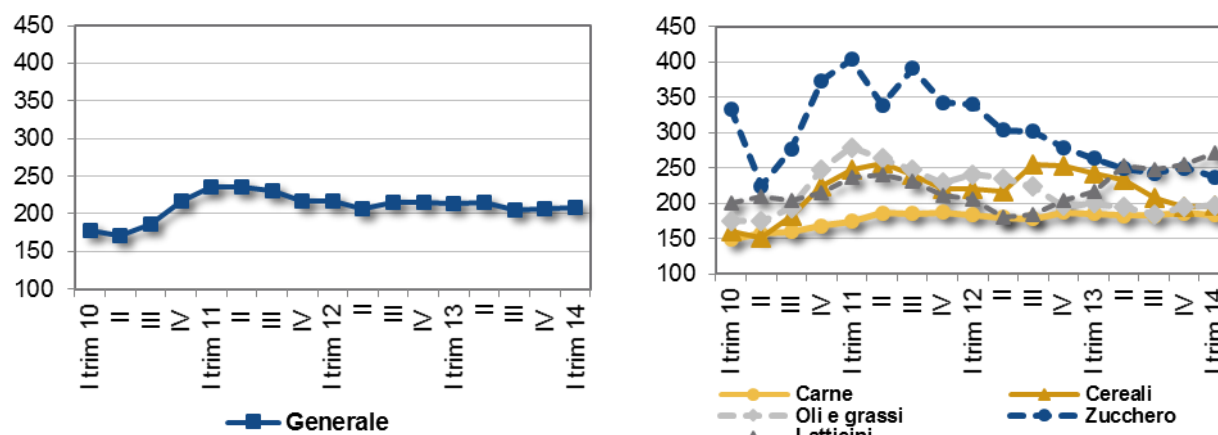 450
400
350
300
250
200
150
100
I trim 10
II
III
IV
I trim 11
II
III
IV
I trim 12
II
III
IV
I trim 13
II
III
IV
I trim 14
Generale
450
400
350
300
250
200
150
100
I trim 10
II
III
IV
I trim 11
II
III
IV
I trim 12
II
III
IV
I trim 13
II
III
IV
I trim 14
Carne
Cereali
Oli e grassi
Zucchero
Latticini